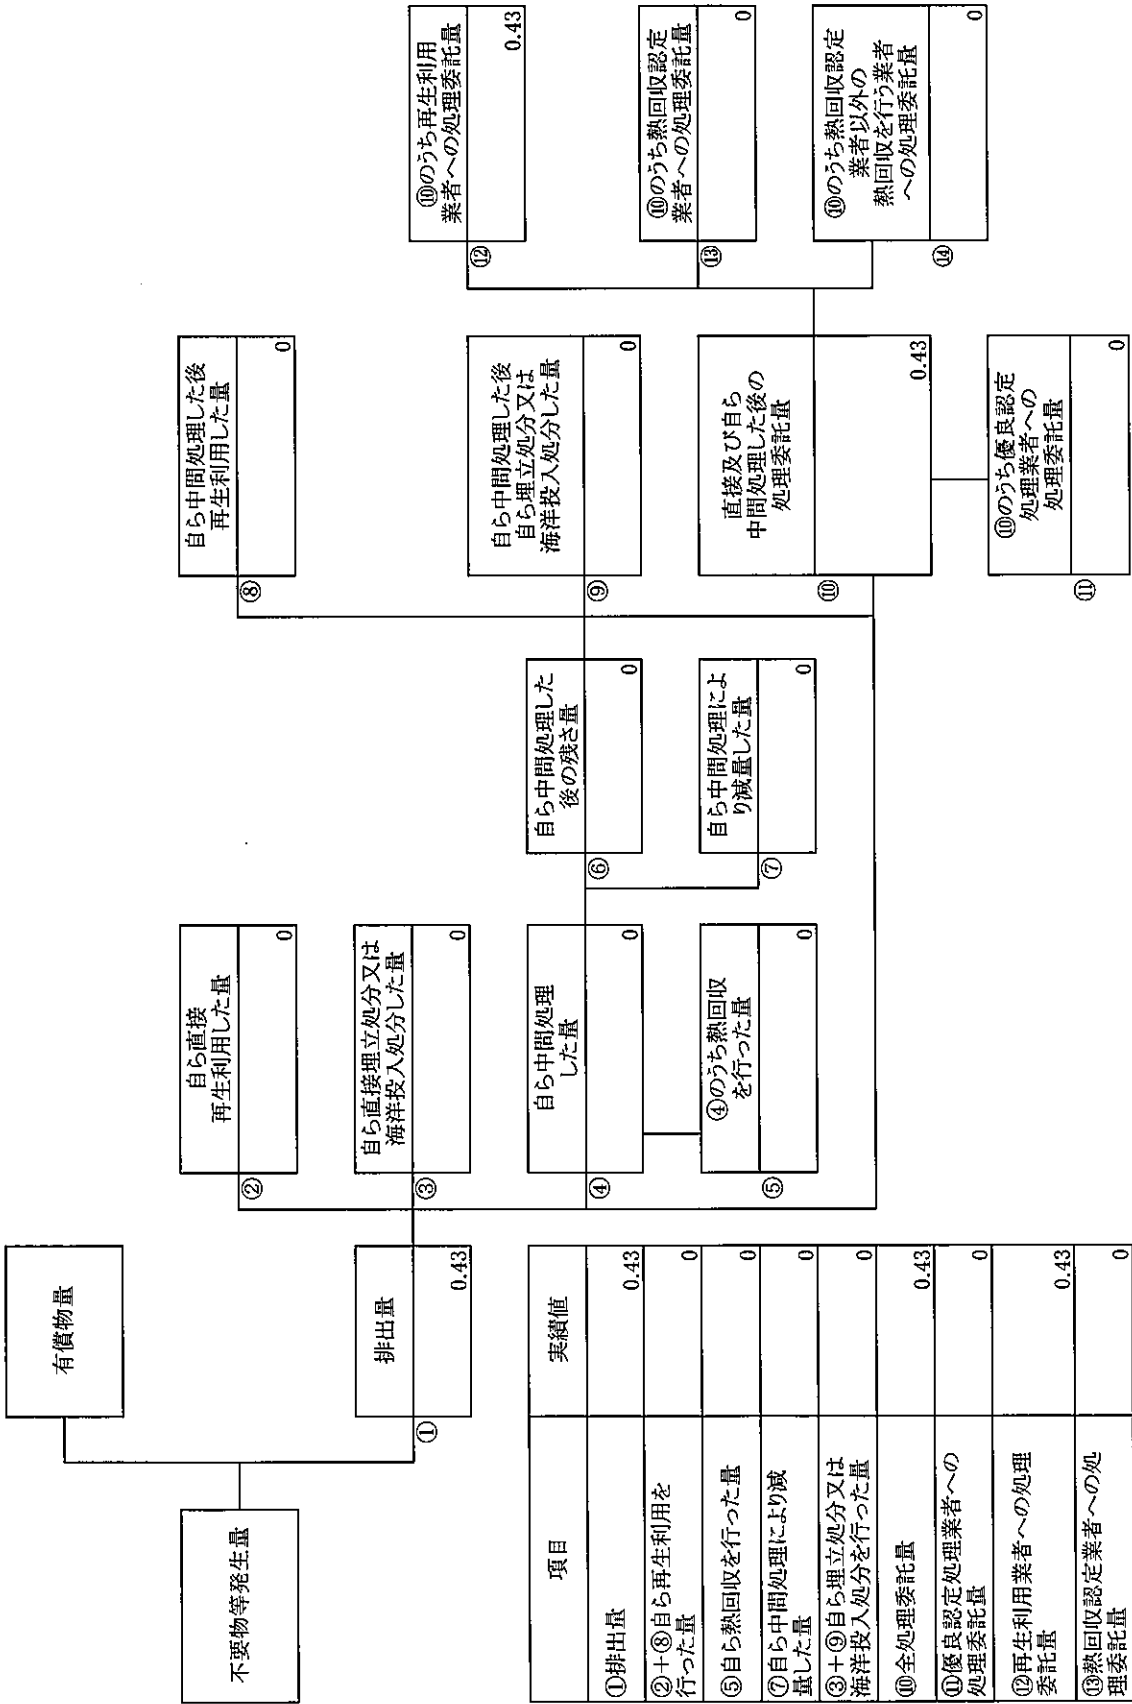 不要物等発生量
有償物量
①
排出量
0.43
②
自ら直接
再生利用した量
0
③
自ら直接埋立処分又は
海洋投入処分した量
0
④
自ら中間処理
した量
0
⑤
④のうち熱回収
を行った量
0
⑥
自ら中間処理した
後の残さ量
0
⑦
自ら中間処理によ
り減量した量
0
⑧
自ら中間処理した後
再生利用した量
0
⑨
自ら中間処理した後
自ら埋立処分又は
海洋投入処分した量
0
⑩
直接及び自ら
中間処理した後の
処理委託量
0.43
⑪
⑩のうち優良認定
処理業者への
処理委託量
0
⑫
⑩のうち再生利用
業者への処理委託量
0.43
⑬
⑩のうち熱回収認定
業者への処理委託量
0
⑭
⑩のうち熱回収認定
業者以外の
熱回収を行う業者
への処理委託量
0
項目 実績値
①排出量 0.43
②+⑧自ら再生利用を
行った量 0
⑤自ら熱回収を行った量 0
⑦自ら中間処理により減
量した量 0
③+⑨自ら埋立処分又は
海洋投入処分を行った量 0
⑩全処理委託量 0.43
⑪優良認定処理業者への
処理委託量 0
⑫再生利用業者への処理
委託量 0.43
⑬熱回収認定業者への処
理委託量 0